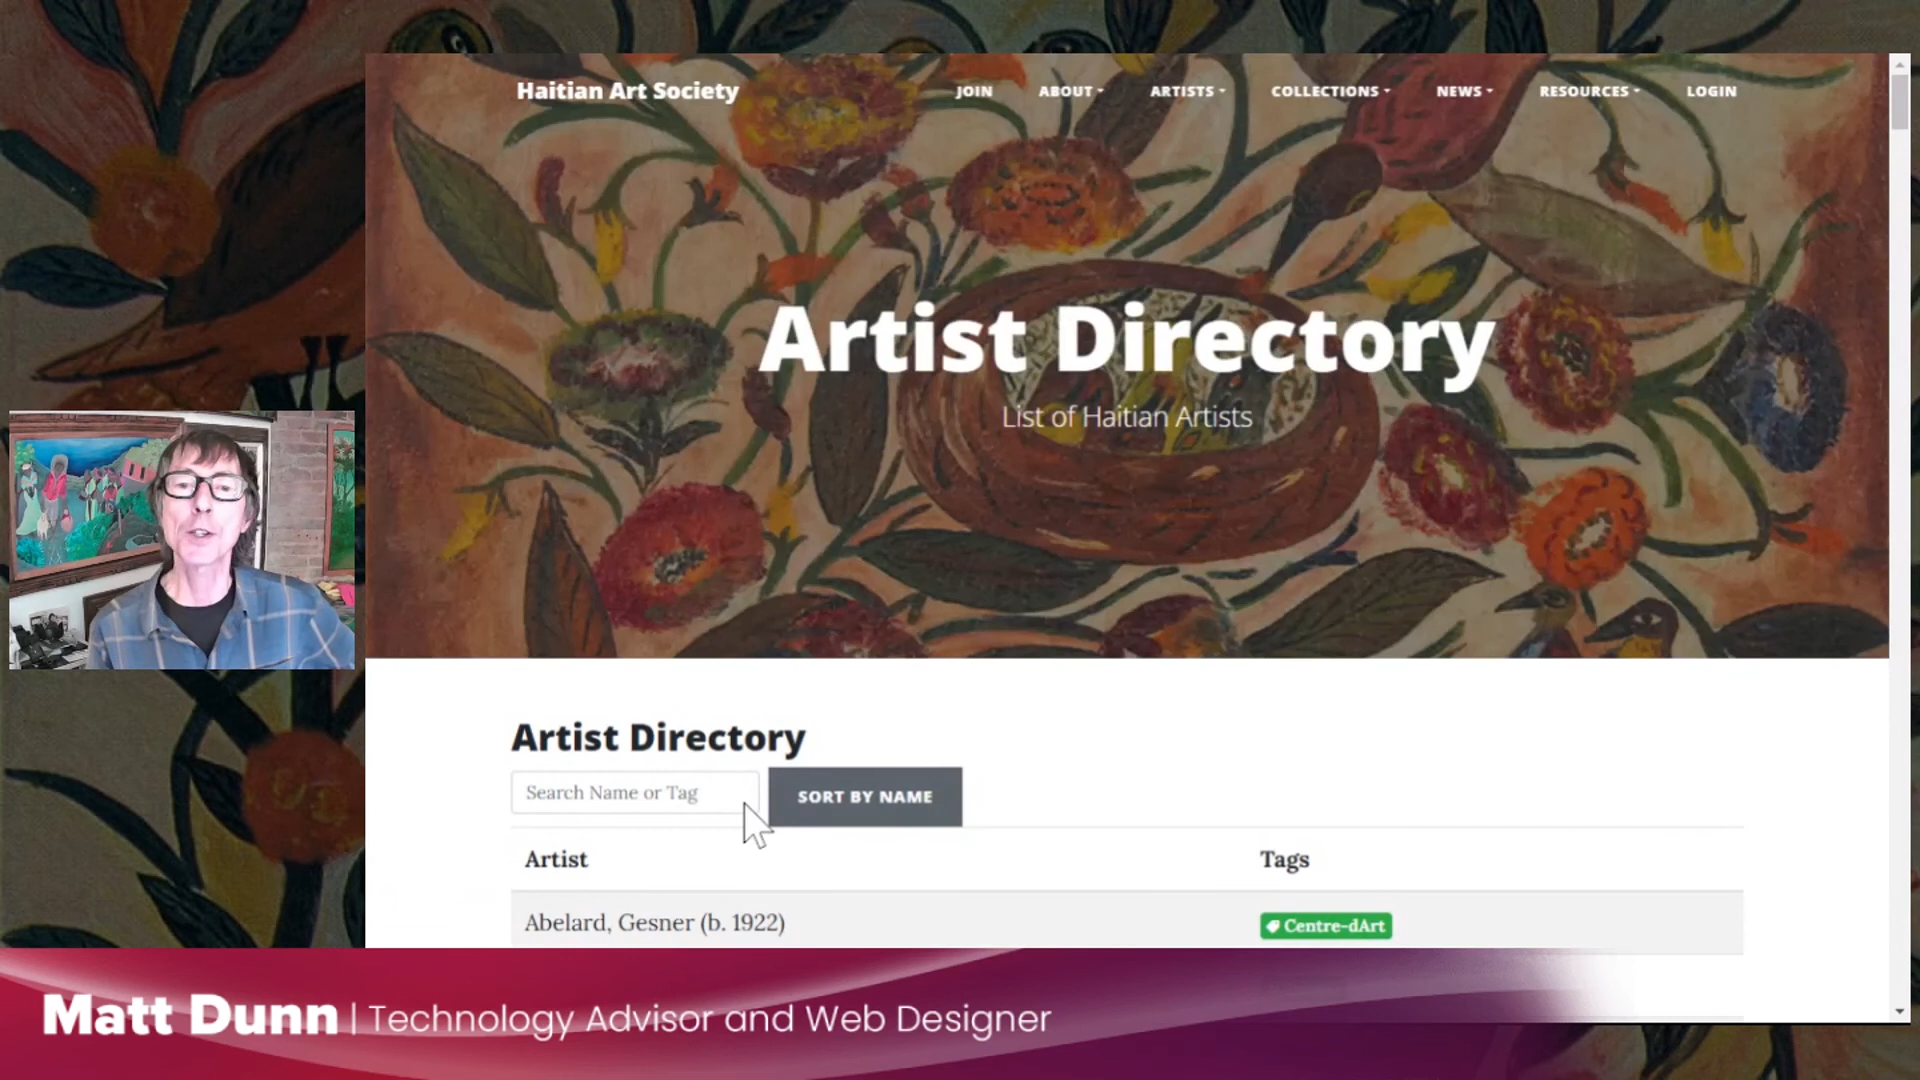 Haitian Art Society
JOIN
ABOUT
ARTISTS
COLLECTIONS
NEWS
RESOURCES
LOGIN
Artist Directory
List of Haitian Artists
Artist Directory
Search Name or Tag
SORT BY NAME
Artist
Tags
Abelard, Gesner (b. 1922)
Centre-dArt
Matt Dunn | Technology Advisor and Web Designer